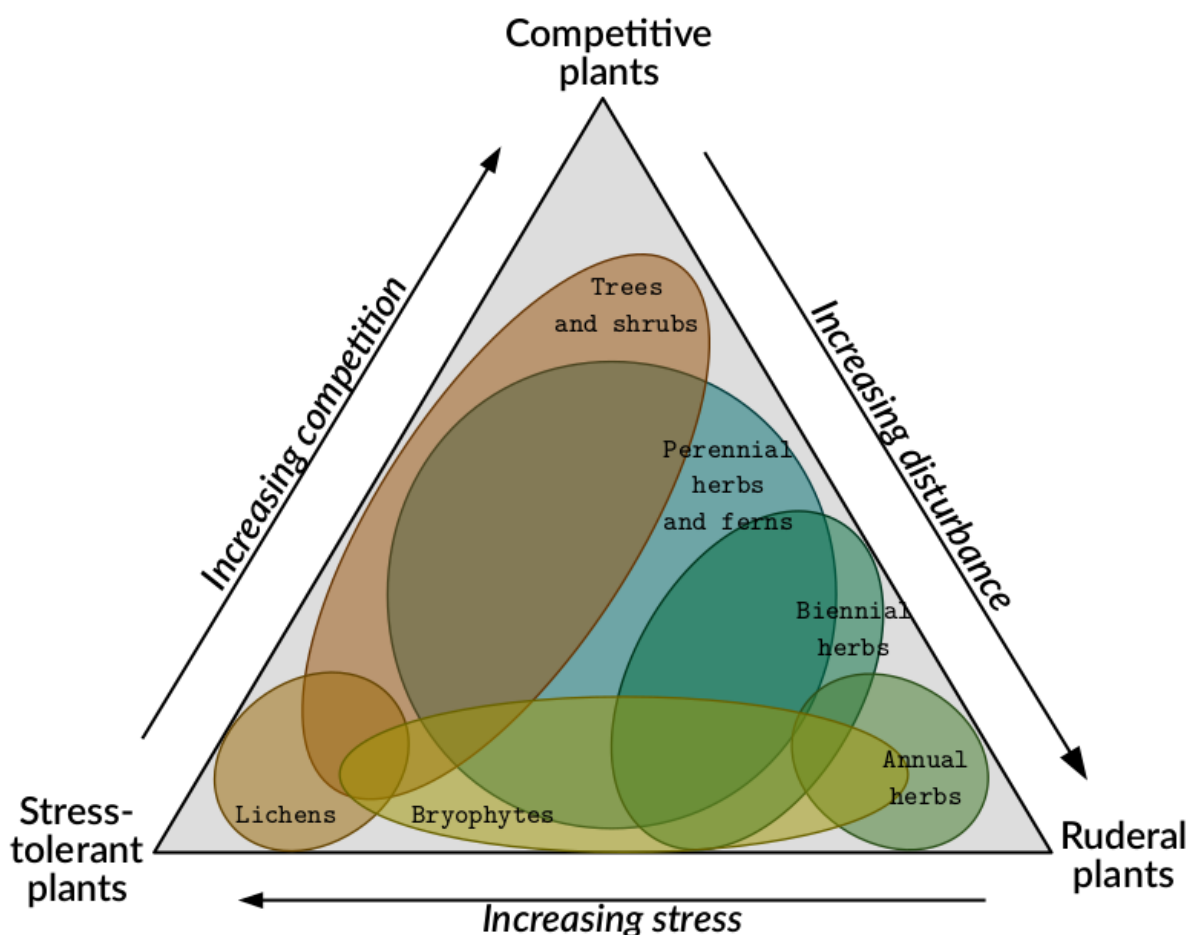 Competitive
plants
Increasing competition
Increasing disturbance
Trees
and shrubs
Perennial
herbs
and ferns
Biennial
herbs
Annual
herbs
Lichens
Bryophytes
Stress-
tolerant
plants
Ruderal
plants
Increasing stress